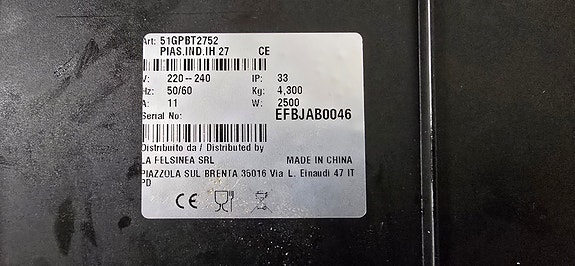 Art: 51GPBT2752
PIAS.IND.IH 27 CE
V: 220--240 IP: 33
Hz: 50/60 Kg: 4,300
A: 11 W: 2500
Serial No: EFBJAB0046
Distribuito da / Distributed by
LA FELSINEA SRL MADE IN CHINA
PIAZZOLA SUL BRENTA 35016 Via L. Einaudi 47 IT
PD
CE